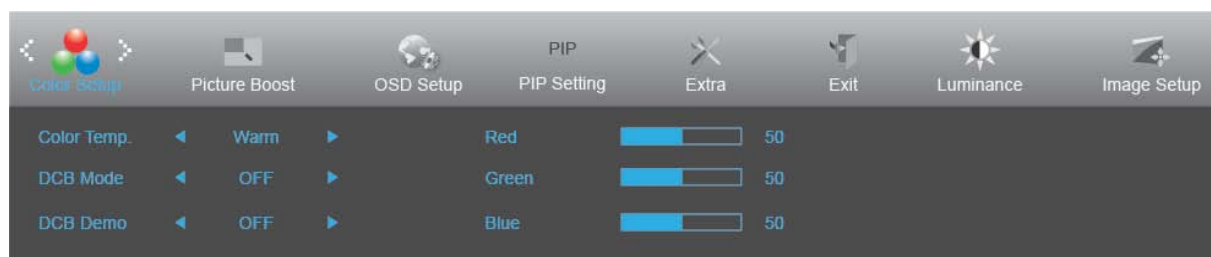 PIP
Color Setup Picture Boost OSD Setup PIP Setting Extra Exit Luminance Image Setup
Color Temp. Warm Red 50
DCB Mode OFF Green 50
DCB Demo OFF Blue 50